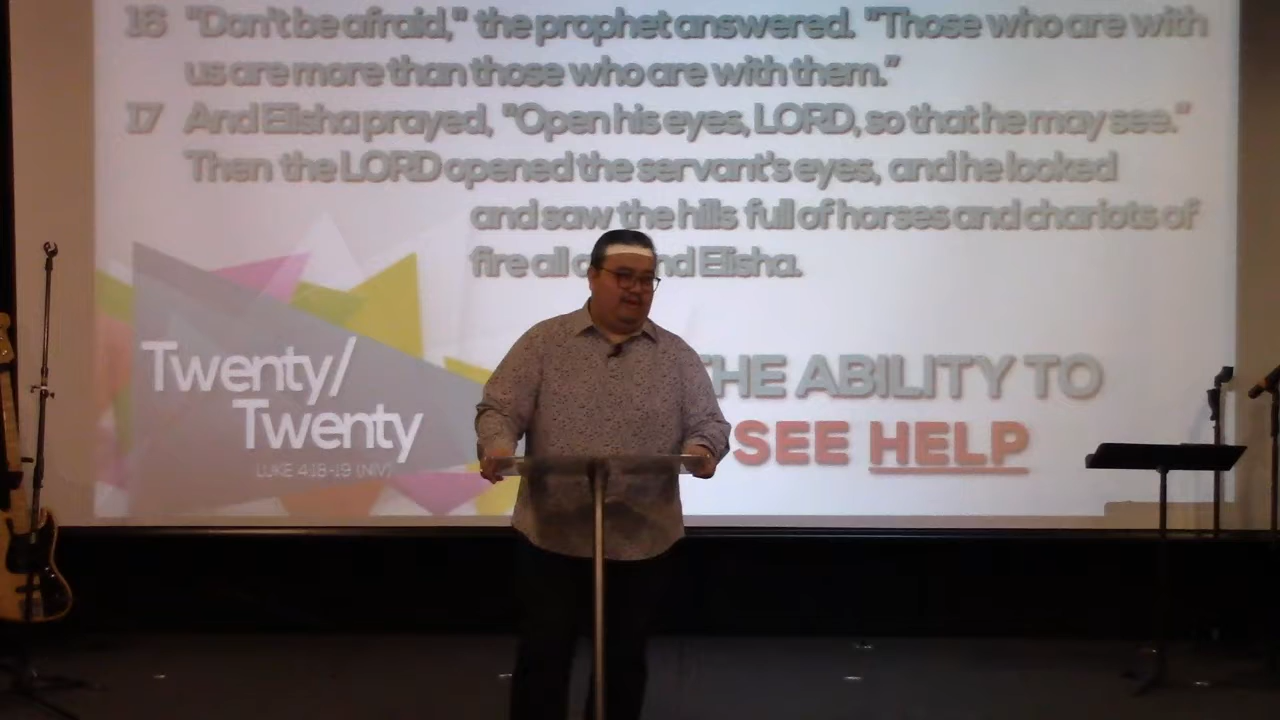 16 "Don't be afraid," the prophet answered. "Those who are with
us are more than those who are with them."
17 And Elisha prayed, "Open his eyes, LORD, so that he may see."
Then the LORD opened the servant's eyes, and he looked
and saw the hills full of horses and chariots of
fire all nd Elisha.
Twenty/
Twenty
LUKE 4:18-19 (NIV)
THE ABILITY TO
SEE HELP